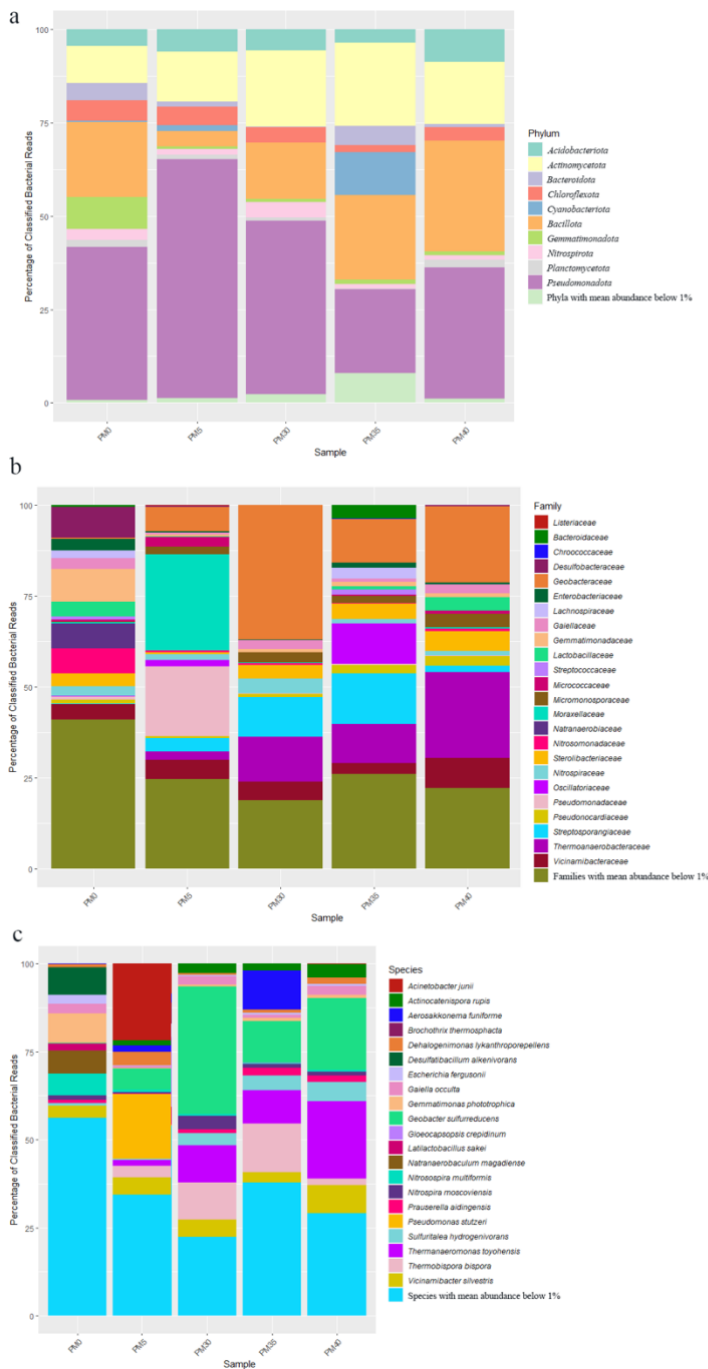 a
100
75
50
25
0
Percentage of Classified Bacterial Reads
PM0
PM5
PM30
PM35
PM40
Sample
Phylum
Acidobacteriota
Actinomycetota
Bacteroidota
Chloroflexota
Cyanobacteriota
Bacillota
Gemmatimonadota
Nitrospirota
Planctomycetota
Pseudomonadota
Phyla with mean abundance below 1%
b
100
75
50
25
0
Percentage of Classified Bacterial Reads
PM0
PM5
PM30
PM35
PM40
Sample
Family
Listeriaceae
Bacteroidaceae
Chroococcaceae
Desulfobacteraceae
Geobacteraceae
Enterobacteriaceae
Lachnospiraceae
Gaiellaceae
Gemmatimonadaceae
Lactobacillaceae
Streptococcaceae
Micrococcaceae
Micromonosporaceae
Moraxellaceae
Natranaerobiaceae
Nitrosomonadaceae
Sterolibacteriaceae
Nitrospiraceae
Oscillatoriaceae
Pseudomonadaceae
Pseudonocardiaceae
Streptosporangiaceae
Thermoanaerobacteraceae
Vicinamibacteraceae
Families with mean abundance below 1%
c
100
75
50
25
0
Percentage of Classified Bacterial Reads
PM0
PM5
PM30
PM35
PM40
Sample
Species
Acinetobacter junii
Actinocatenispora rupis
Aerosakkonema funiforme
Brochothrix thermosphacta
Dehalogenimonas lykanthroporepellens
Desulfatibacillum alkenivorans
Escherichia fergusonii
Gaiella occulta
Gemmatimonas phototrophica
Geobacter sulfurreducens
Gloeocapsopsis crepidinum
Latilactobacillus sakei
Natranaerobaculum magadiense
Nitrosospira multiformis
Nitrospira moscoviensis
Prauserella aidingensis
Pseudomonas stutzeri
Sulfuritalea hydrogenivorans
Thermanaeromonas toyohensis
Thermobispora bispora
Vicinamibacter silvestris
Species with mean abundance below 1%